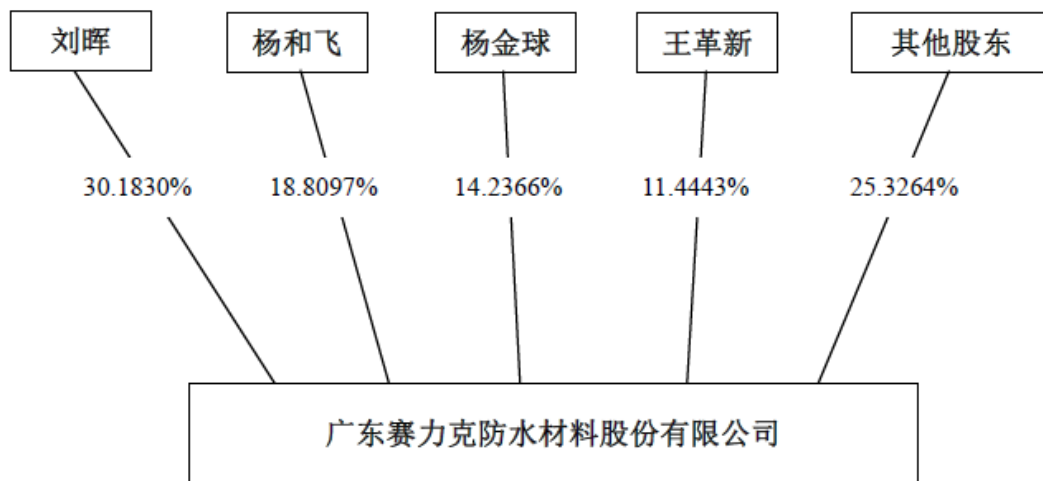 刘晖
杨和飞
杨金球
王革新
其他股东
30.1830%
18.8097%
14.2366%
11.4443%
25.3264%
广东赛力克防水材料股份有限公司